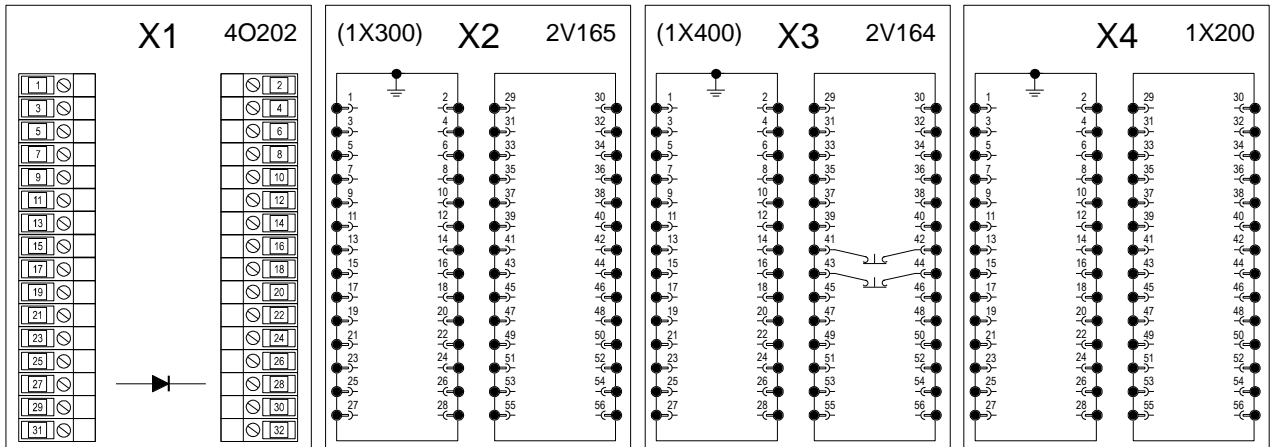 X1 4O202
1 2
3 4
5 6
7 8
9 10
11 12
13 14
15 16
17 18
19 20
21 22
23 24
25 26
27 28
29 30
31 32
(1X300) X2 2V165
1 2 29 30
3 4 31 32
5 6 33 34
7 8 35 36
9 10 37 38
11 12 39 40
13 14 41 42
15 16 43 44
17 18 45 46
19 20 47 48
21 22 49 50
23 24 51 52
25 26 53 54
27 28 55 56
(1X400) X3 2V164
1 2 29 30
3 4 31 32
5 6 33 34
7 8 35 36
9 10 37 38
11 12 39 40
13 14 41 42
15 16 43 44
17 18 45 46
19 20 47 48
21 22 49 50
23 24 51 52
25 26 53 54
27 28 55 56
X4 1X200
1 2 29 30
3 4 31 32
5 6 33 34
7 8 35 36
9 10 37 38
11 12 39 40
13 14 41 42
15 16 43 44
17 18 45 46
19 20 47 48
21 22 49 50
23 24 51 52
25 26 53 54
27 28 55 56